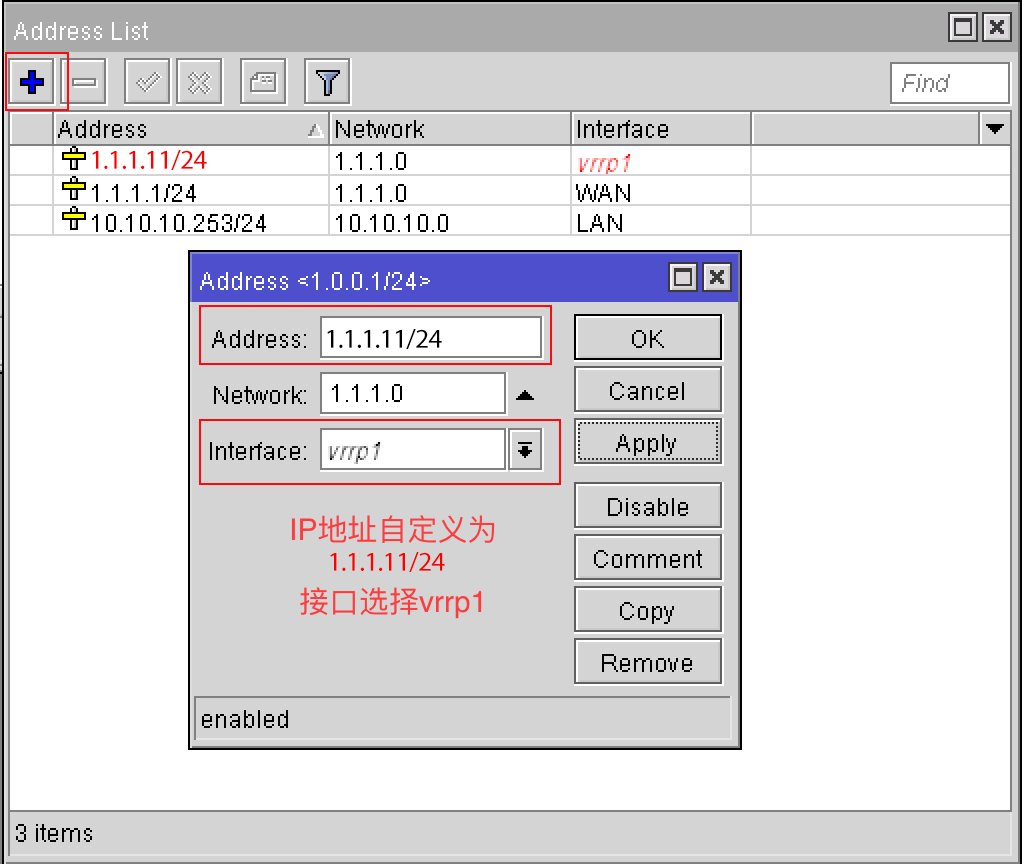 Address List
Find
Address Network Interface
1.1.1.11/24 1.1.1.0 vrrp1
1.1.1.1/24 1.1.1.0 WAN
10.10.10.253/24 10.10.10.0 LAN
Address <1.0.0.1/24>
Address: 1.1.1.11/24 OK
Network: 1.1.1.0 Cancel
Interface: vrrp1 Apply
IP地址自定义为
1.1.1.11/24
接口选择vrrp1
Disable
Comment
Copy
Remove
enabled
3 items